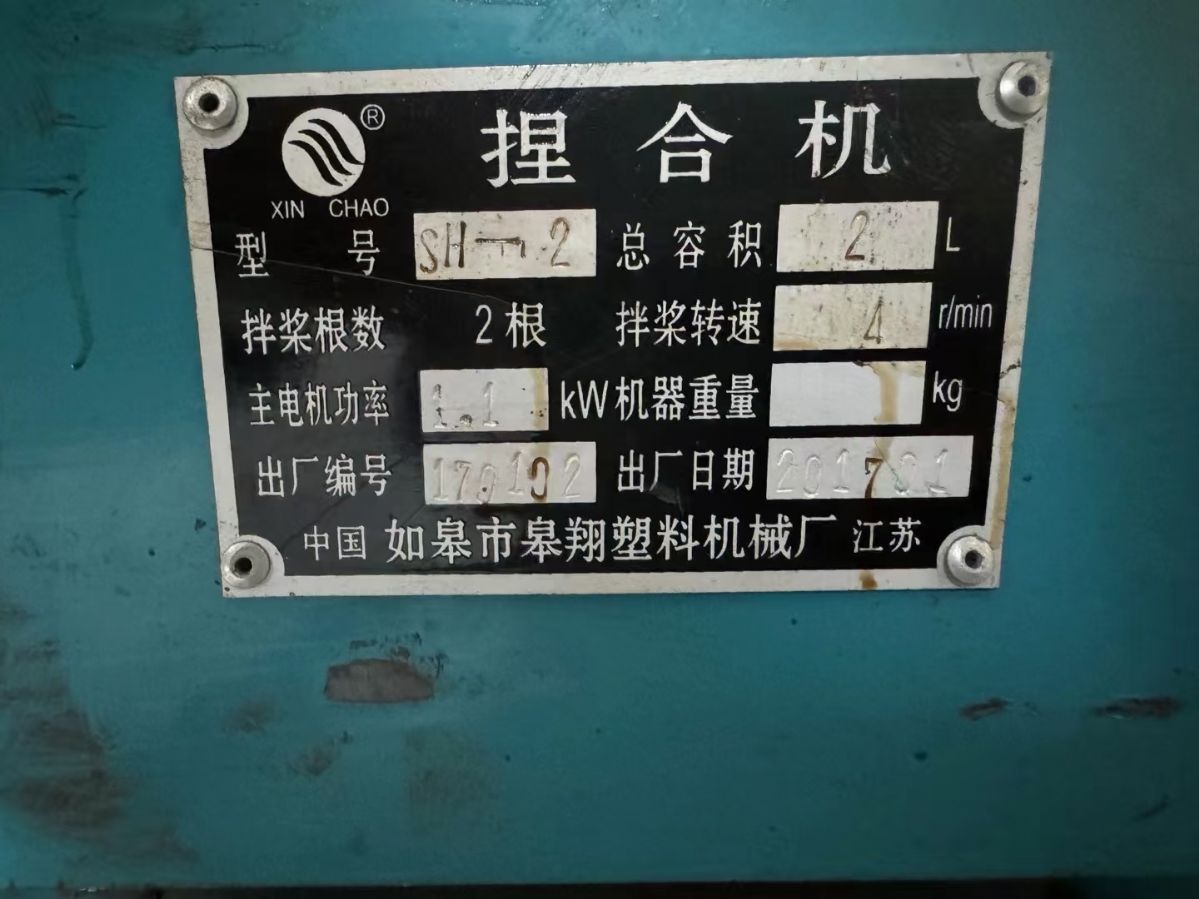 ®
XIN CHAO
捏合机
型号 SH-2 总容积 2 L
拌桨根数 2根 拌桨转速 4 r/min
主电机功率 1.1 kW 机器重量 kg
出厂编号 170102 出厂日期 201701
中国 如皋市皋翔塑料机械厂 江苏